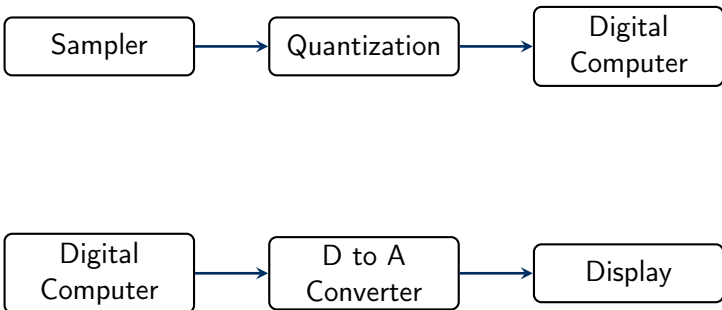 Sampler
Quantization
Digital
Computer
Digital
Computer
D to A
Converter
Display